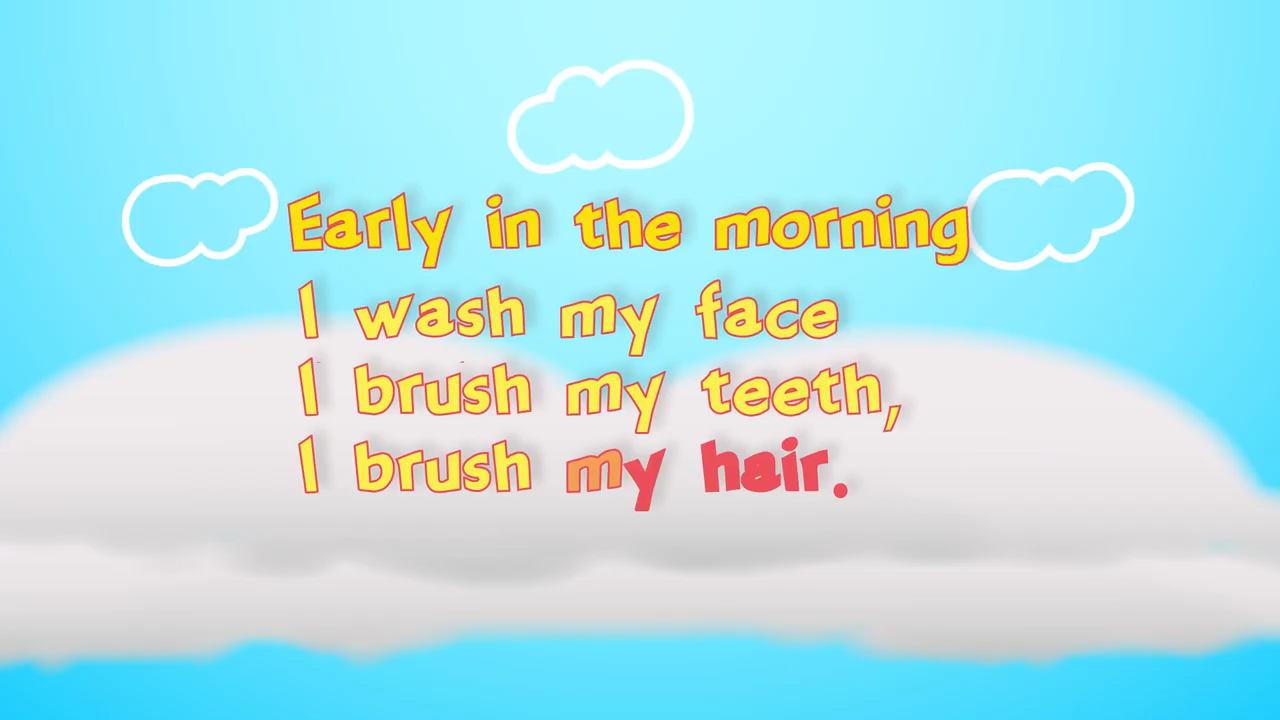 Early in the morning
I wash my face
I brush my teeth,
I brush my hair.